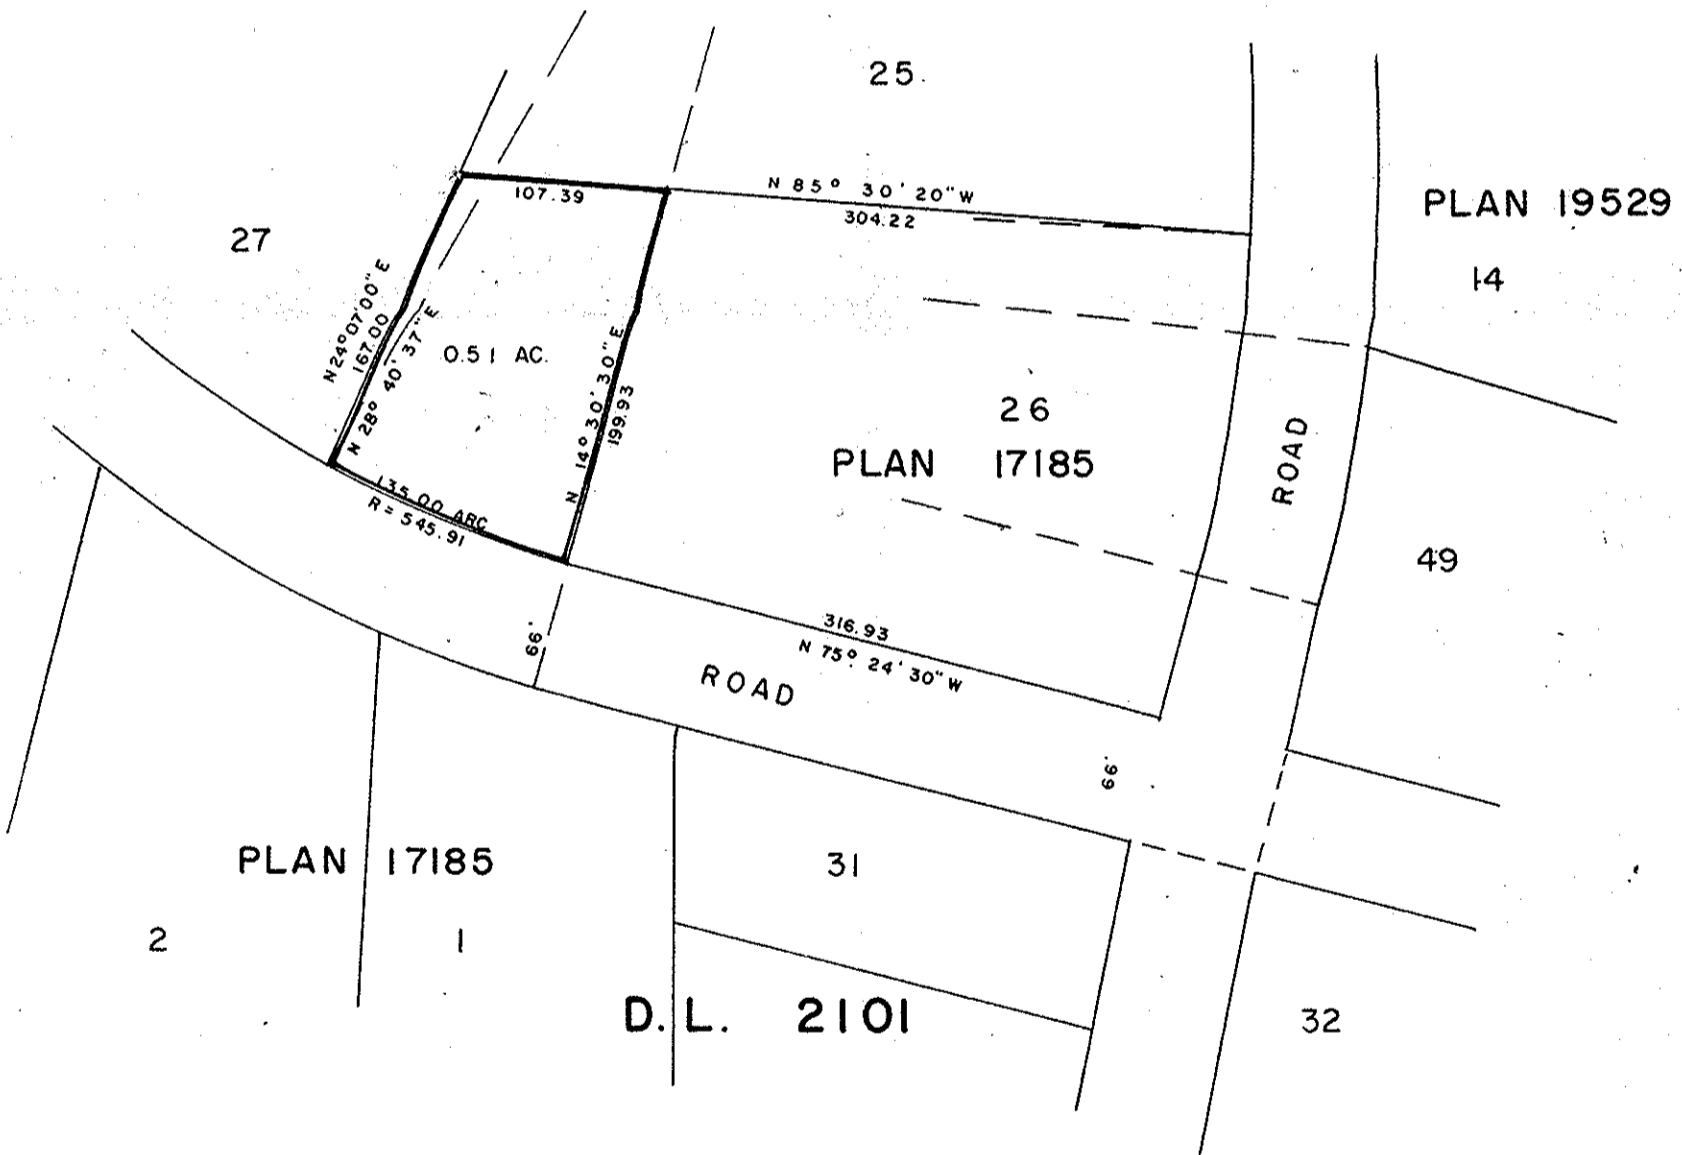 25
PLAN 19529
14
N 85° 30' 20" W
304.22
107.39
27
N 24° 07' 00" E
167.00
N 28° 40' 37" E
0.51 AC.
N 14° 30' 30" E
199.93
26
PLAN 17185
ROAD
135.00 ARC
R = 545.91
49
66'
316.93
N 75° 24' 30" W
ROAD
66'
PLAN 17185
31
2
1
D.L. 2101
32